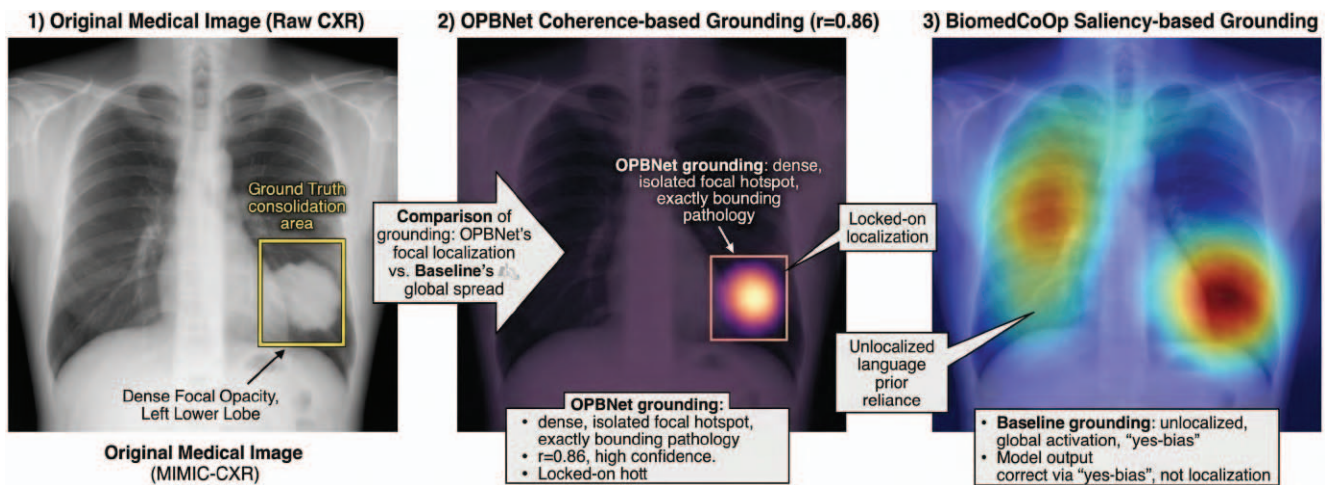 1) Original Medical Image (Raw CXR)
Ground Truth
consolidation
area
Dense Focal Opacity,
Left Lower Lobe
Original Medical Image
(MIMIC-CXR)
Comparison of
grounding: OPBNet's
focal localization
vs. Baseline's
global spread
2) OPBNet Coherence-based Grounding (r=0.86)
OPBNet grounding: dense,
isolated focal hotspot,
exactly bounding
pathology
Locked-on
localization
OPBNet grounding:
• dense, isolated focal hotspot,
exactly bounding pathology
• r=0.86, high confidence.
• Locked-on hott
3) BiomedCoOp Saliency-based Grounding
Unlocalized
language
prior
reliance
• Baseline grounding: unlocalized,
global activation, "yes-bias"
• Model output
correct via "yes-bias", not localization